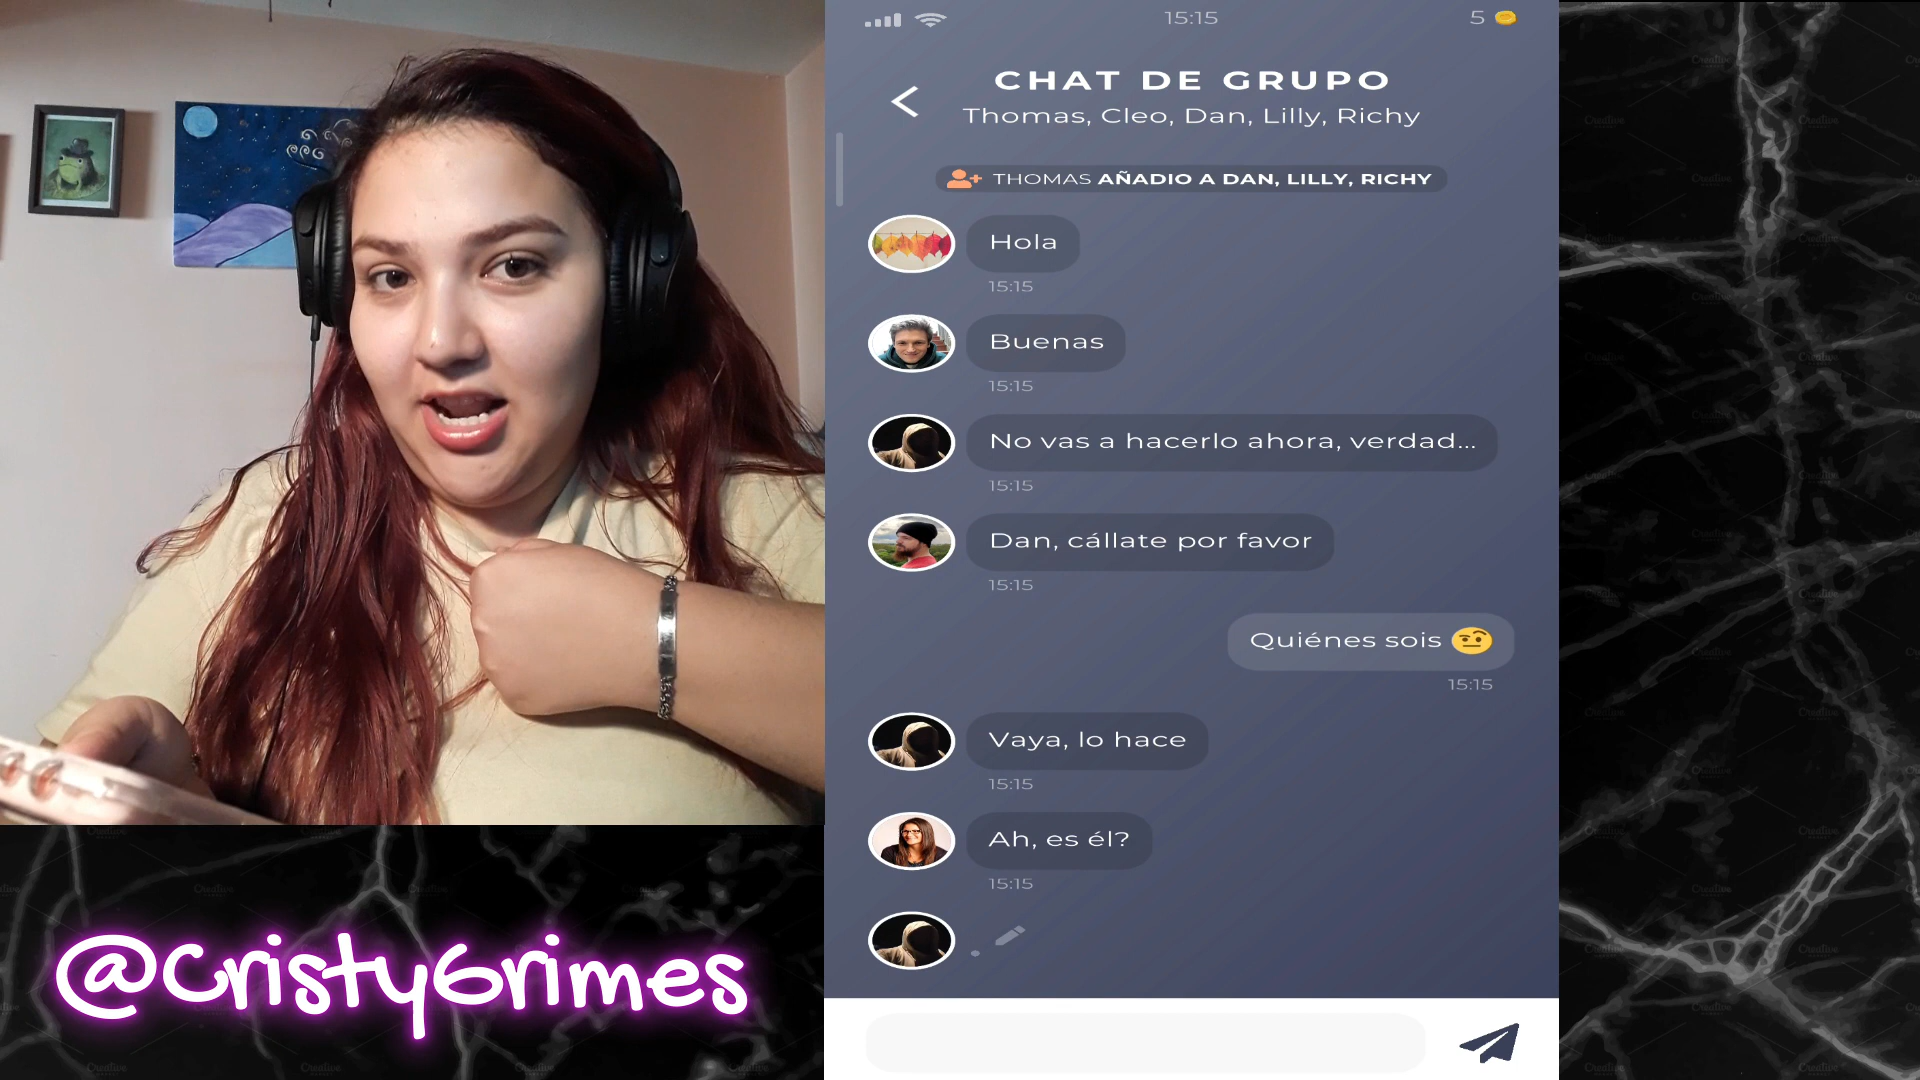 15:15
5
CHAT DE GRUPO
Thomas, Cleo, Dan, Lilly, Richy
THOMAS AÑADIO A DAN, LILLY, RICHY
Hola
15:15
Buenas
15:15
No vas a hacerlo ahora, verdad...
15:15
Dan, cállate por favor
15:15
Quiénes sois 🤨
15:15
Vaya, lo hace
15:15
Ah, es él?
15:15
@CristyGrimes
Creative